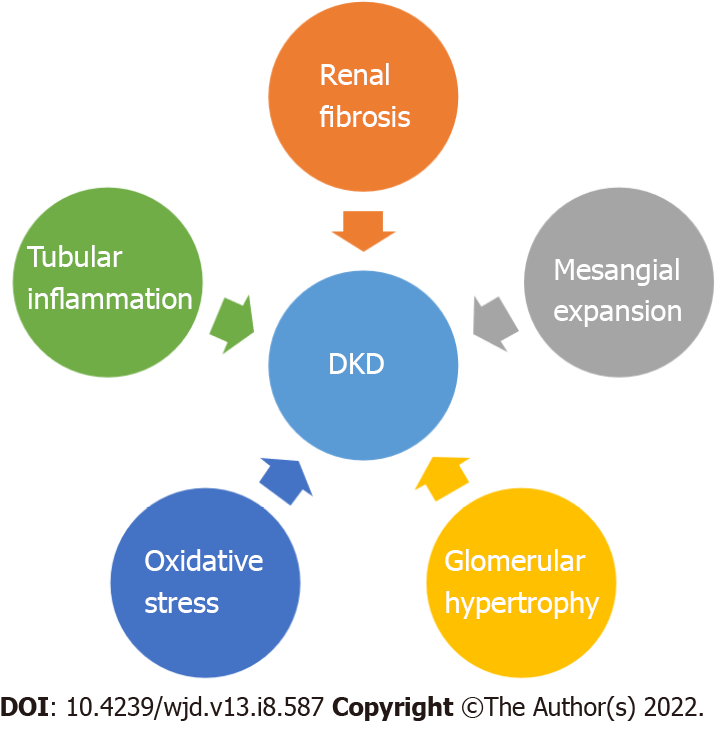 Renal
fibrosis
Tubular
inflammation
Mesangial
expansion
DKD
Oxidative
stress
Glomerular
hypertrophy
DOI: 10.4239/wjd.v13.i8.587 Copyright ©The Author(s) 2022.